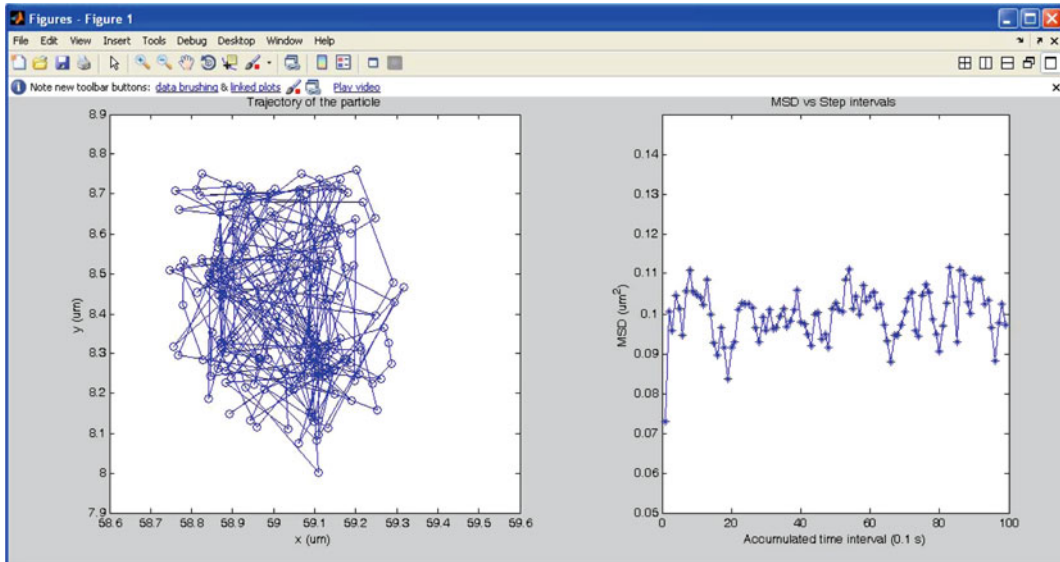 Figures - Figure 1
File Edit View Insert Tools Debug Desktop Window Help
Note new toolbar buttons: data brushing & linked plots Play video
Trajectory of the particle
8.9
8.8
8.7
8.6
8.5
8.4
8.3
8.2
8.1
8
7.9
y (um)
58.6 58.7 58.8 58.9 59 59.1 59.2 59.3 59.4 59.5 59.6
x (um)
MSD vs Step intervals
0.14
0.13
0.12
0.11
0.1
0.09
0.08
0.07
0.06
0.05
MSD (um²)
0 20 40 60 80 100
Accumulated time interval (0.1 s)